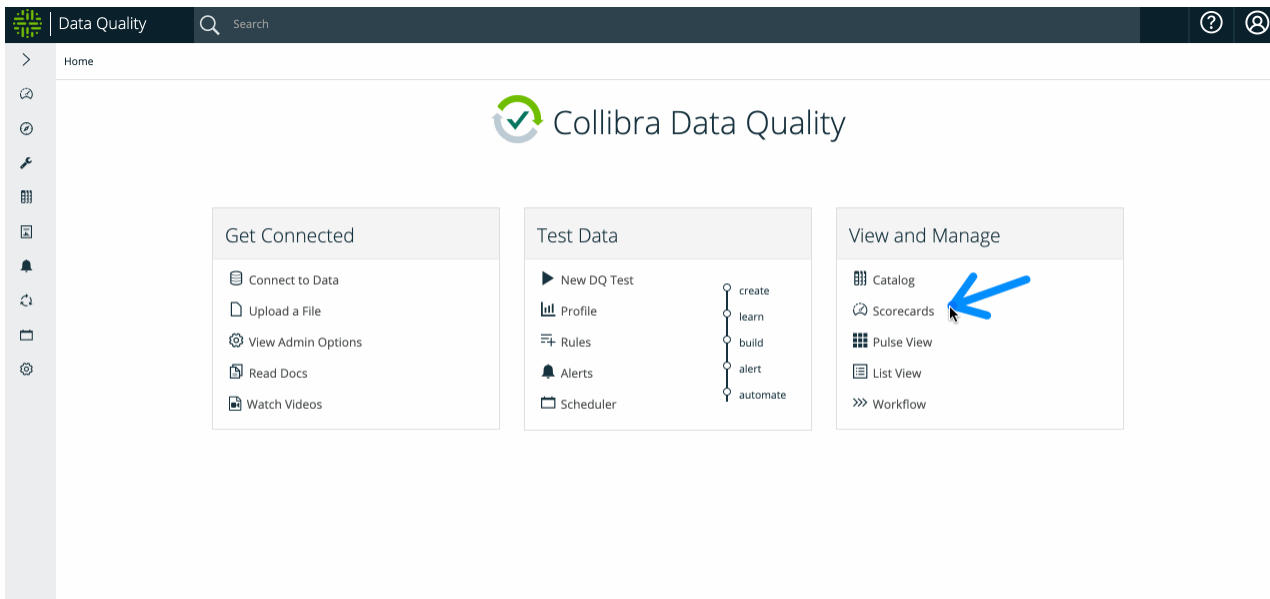 Data Quality
Search
Home
Collibra Data Quality
Get Connected
Connect to Data
Upload a File
View Admin Options
Read Docs
Watch Videos
Test Data
New DQ Test
Profile
Rules
Alerts
Scheduler
create
learn
build
alert
automate
View and Manage
Catalog
Scorecards
Pulse View
List View
Workflow